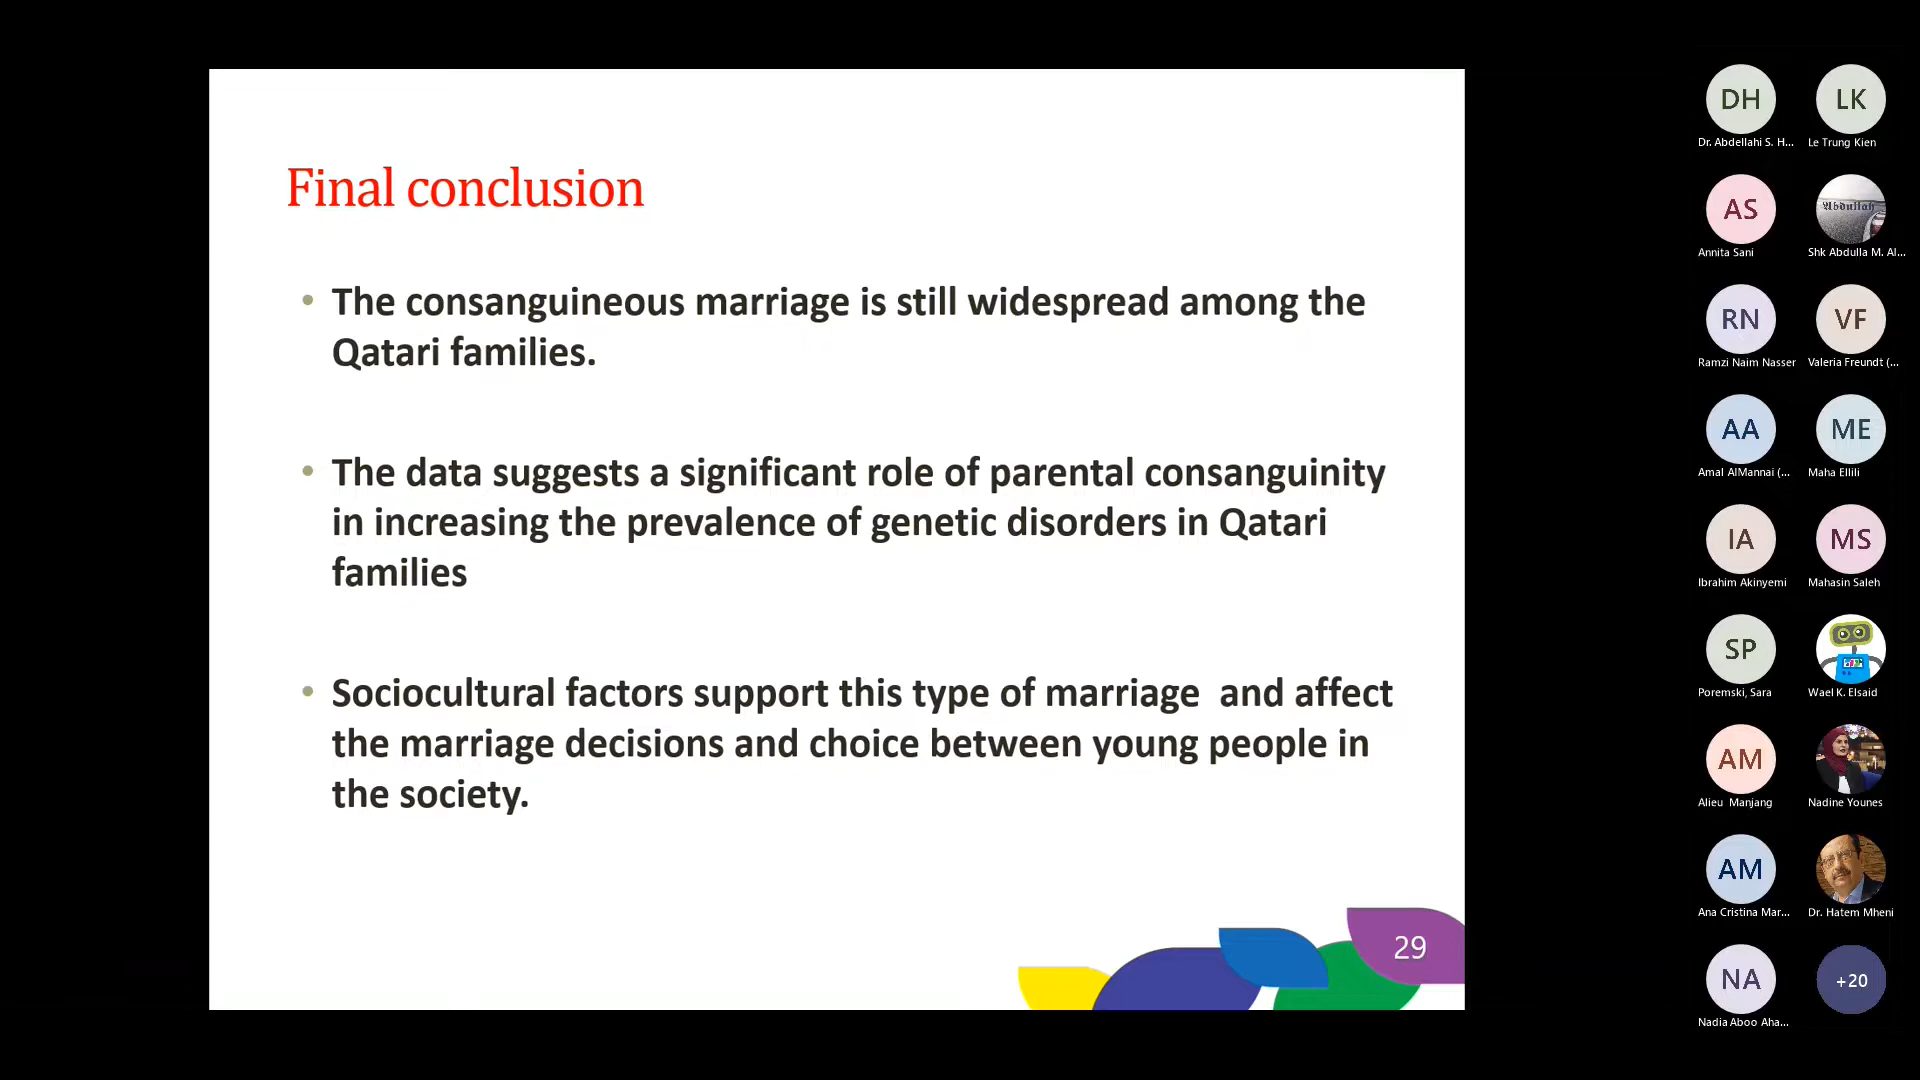 Final conclusion
• The consanguineous marriage is still widespread among the
Qatari families.
• The data suggests a significant role of parental consanguinity
in increasing the prevalence of genetic disorders in Qatari
families
• Sociocultural factors support this type of marriage  and affect
the marriage decisions and choice between young people in
the society.
29
DH
Dr. Abdellahi S. H...
LK
Le Trung Kien
AS
Annita Sani
Abdullah
Shk Abdulla M. Al...
RN
Ramzi Naim Nasser
VF
Valeria Freundt (...
AA
Amal AlMannai (...
ME
Maha Ellili
IA
Ibrahim Akinyemi
MS
Mahasin Saleh
SP
Poremski, Sara
Wael K. Elsaid
AM
Alieu  Manjang
Nadine Younes
AM
Ana Cristina Mar...
Dr. Hatem Mheni
NA
Nadia Aboo Aha...
+20